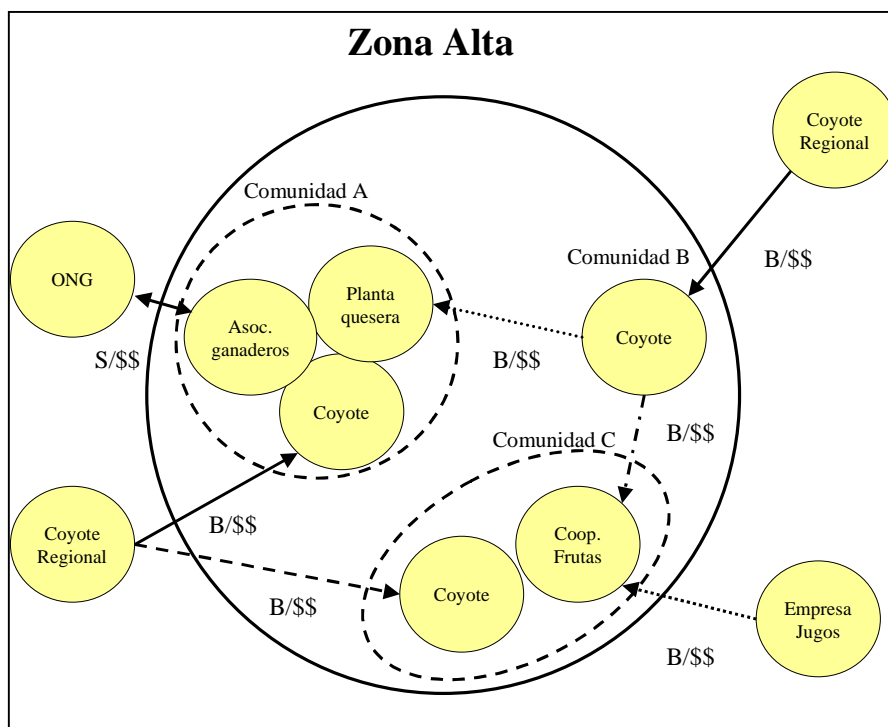 Zona Alta
Coyote
Regional
Comunidad A
Comunidad B
B/$$
ONG
Planta
quesera
Asoc.
ganaderos
Coyote
S/$$
B/$$
Coyote
Comunidad C
B/$$
Coyote
Regional
B/$$
Coop.
Frutas
Coyote
B/$$
Empresa
Jugos
B/$$